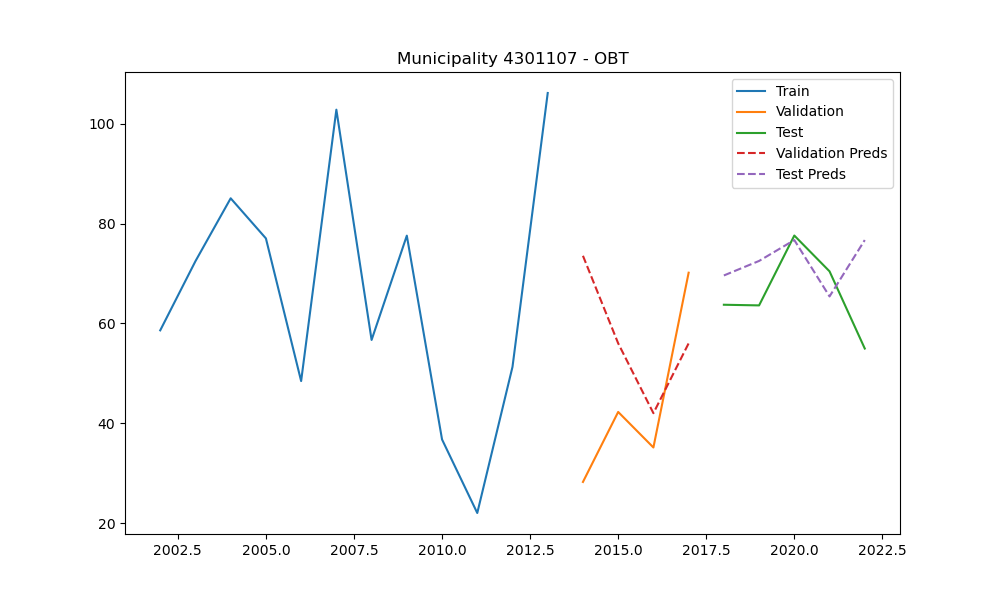 Municipality 4301107 - OBT
Train
Validation
Test
Validation Preds
Test Preds
100
80
60
40
20
2002.5 2005.0 2007.5 2010.0 2012.5 2015.0 2017.5 2020.0 2022.5